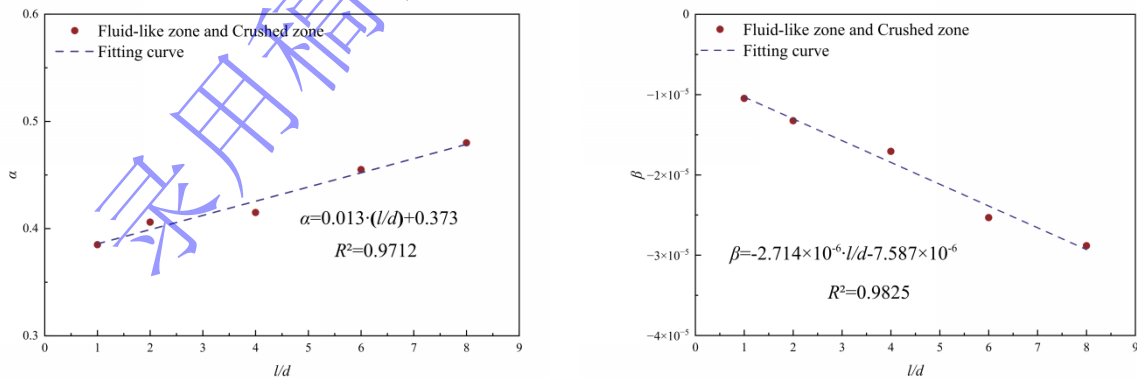 0.6
Fluid-like zone and Crushed zone
Fitting curve
0.5
α
0.4
α=0.013·(l/d)+0.373
R²=0.9712
0.3
0 1 2 3 4 5 6 7 8 9
l/d
录用稿
0
Fluid-like zone and Crushed zone
Fitting curve
−1×10⁻⁵
−2×10⁻⁵
β
−3×10⁻⁵
β=-2.714×10⁻⁶·l/d-7.587×10⁻⁶
R²=0.9825
−4×10⁻⁵
0 1 2 3 4 5 6 7 8 9
l/d